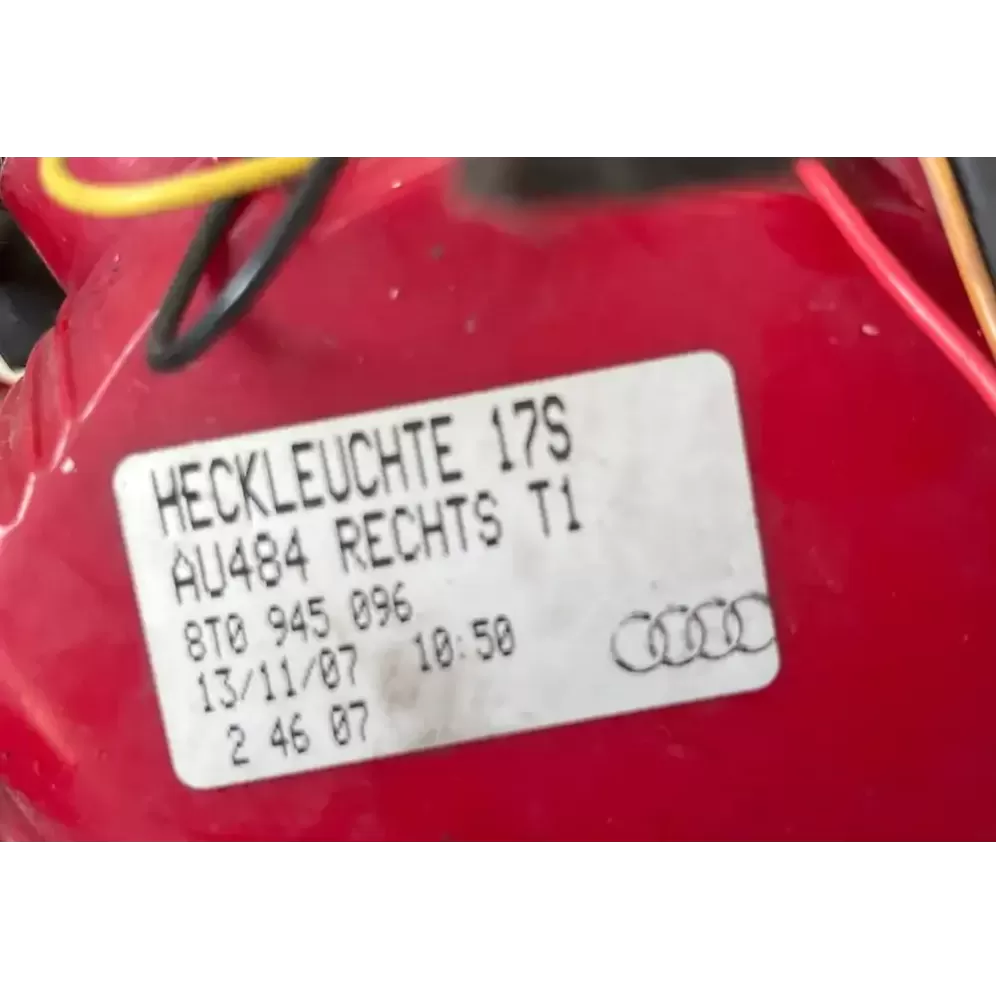 HECKLEUCHTE 17S
AU484 RECHTS T1
8T0 945 096
13/11/07 10:50
2 46 07